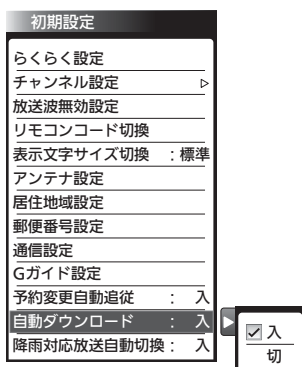 初期設定
らくらく設定
チャンネル設定 ▷
放送波無効設定
リモコンコード切換
表示文字サイズ切換 ：標準
アンテナ設定
居住地域設定
郵便番号設定
通信設定
Gガイド設定
予約変更自動追従 ： 入
自動ダウンロード ： 入
降雨対応放送自動切換： 入
入
切